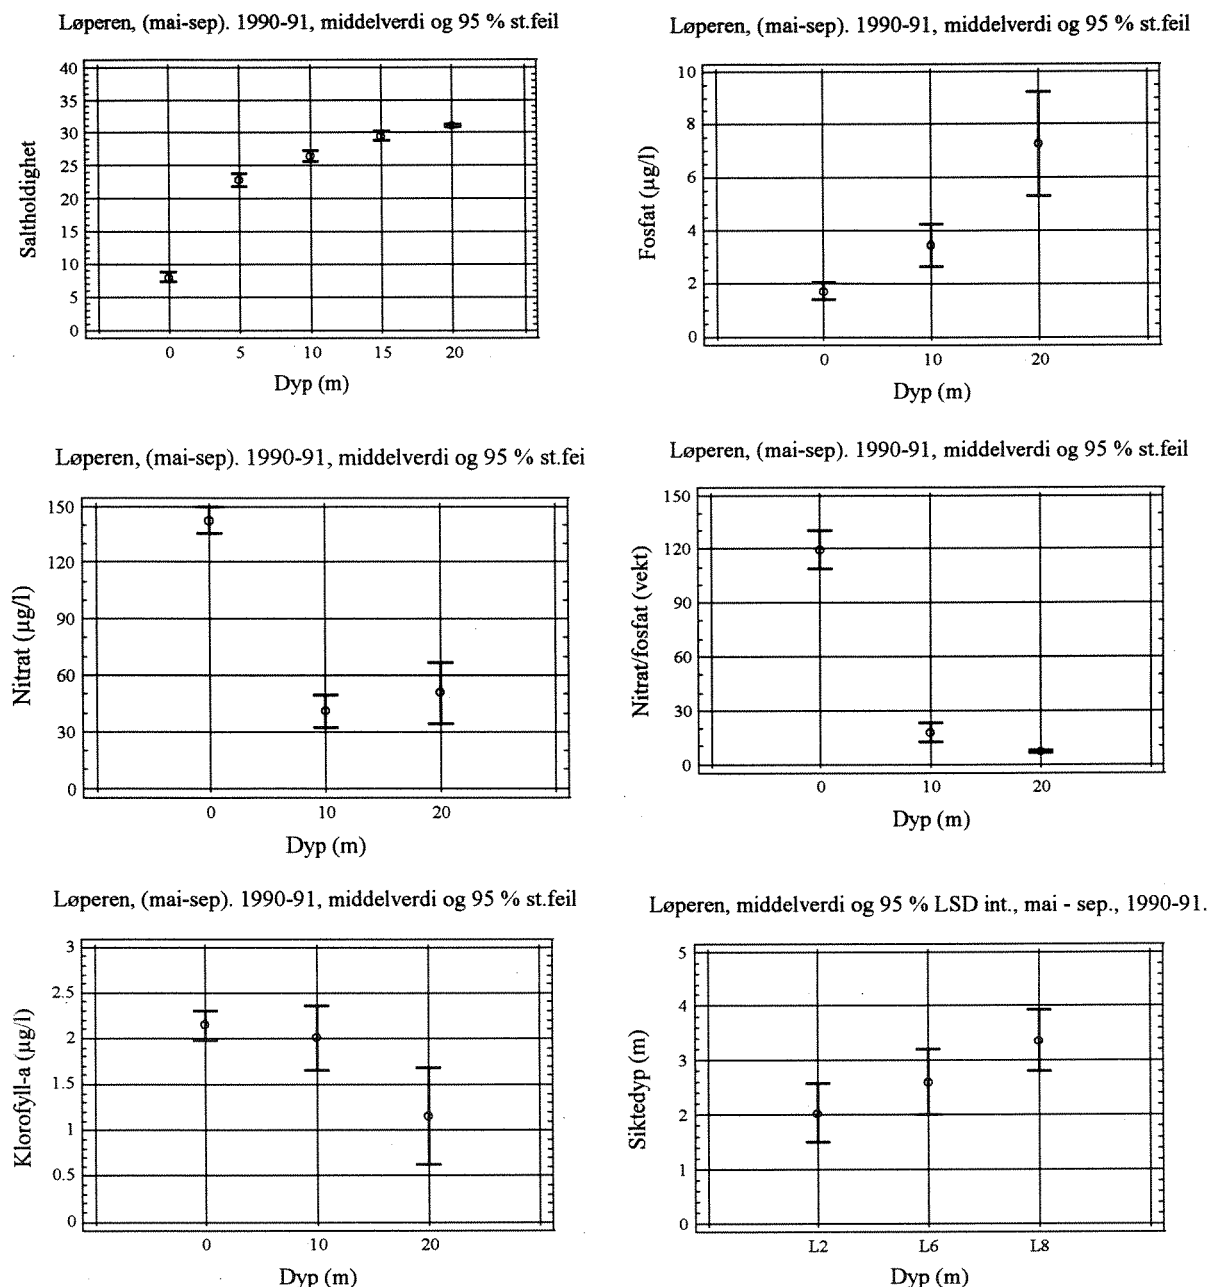 Løperen, (mai-sep). 1990-91, middelverdi og 95 % st.feil
40
35
30
25
20
15
10
5
0
Saltholdighet
0 5 10 15 20
Dyp (m)
Løperen, (mai-sep). 1990-91, middelverdi og 95 % st.feil
10
8
6
4
2
0
Fosfat (µg/l)
0 10 20
Dyp (m)
Løperen, (mai-sep). 1990-91, middelverdi og 95 % st.fei
150
120
90
60
30
0
Nitrat (µg/l)
0 10 20
Dyp (m)
Løperen, (mai-sep). 1990-91, middelverdi og 95 % st.feil
150
120
90
60
30
0
Nitrat/fosfat (vekt)
0 10 20
Dyp (m)
Løperen, (mai-sep). 1990-91, middelverdi og 95 % st.feil
3
2.5
2
1.5
1
0.5
0
Klorofyll-a (µg/l)
0 10 20
Dyp (m)
Løperen, middelverdi og 95 % LSD int., mai - sep., 1990-91.
5
4
3
2
1
0
Siktedyp (m)
L2 L6 L8
Dyp (m)